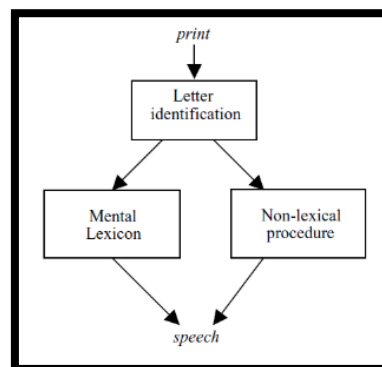 print
Letter
identification
Mental
Lexicon
Non-lexical
procedure
speech